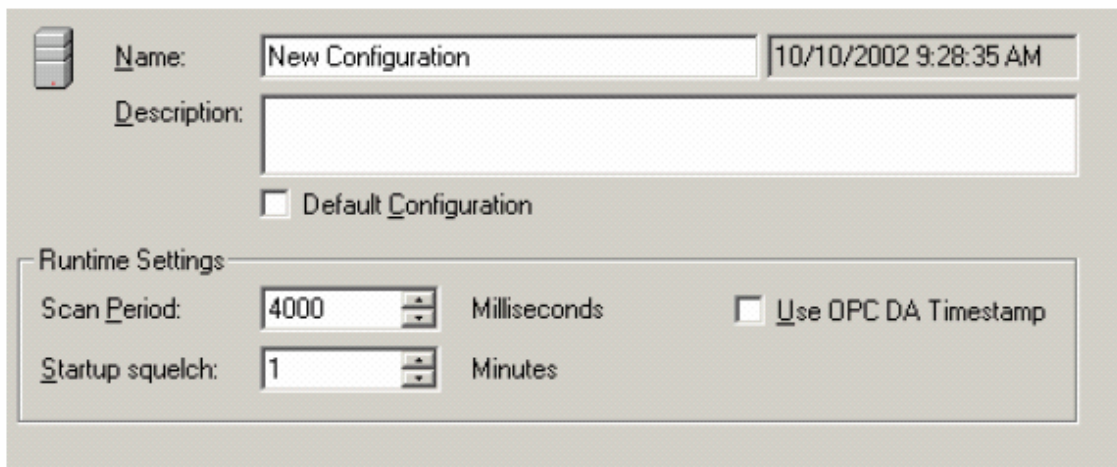 Name: New Configuration 10/10/2002 9:28:35 AM
Description:
Default Configuration
Runtime Settings
Scan Period: 4000 Milliseconds Use OPC DA Timestamp
Startup squelch: 1 Minutes